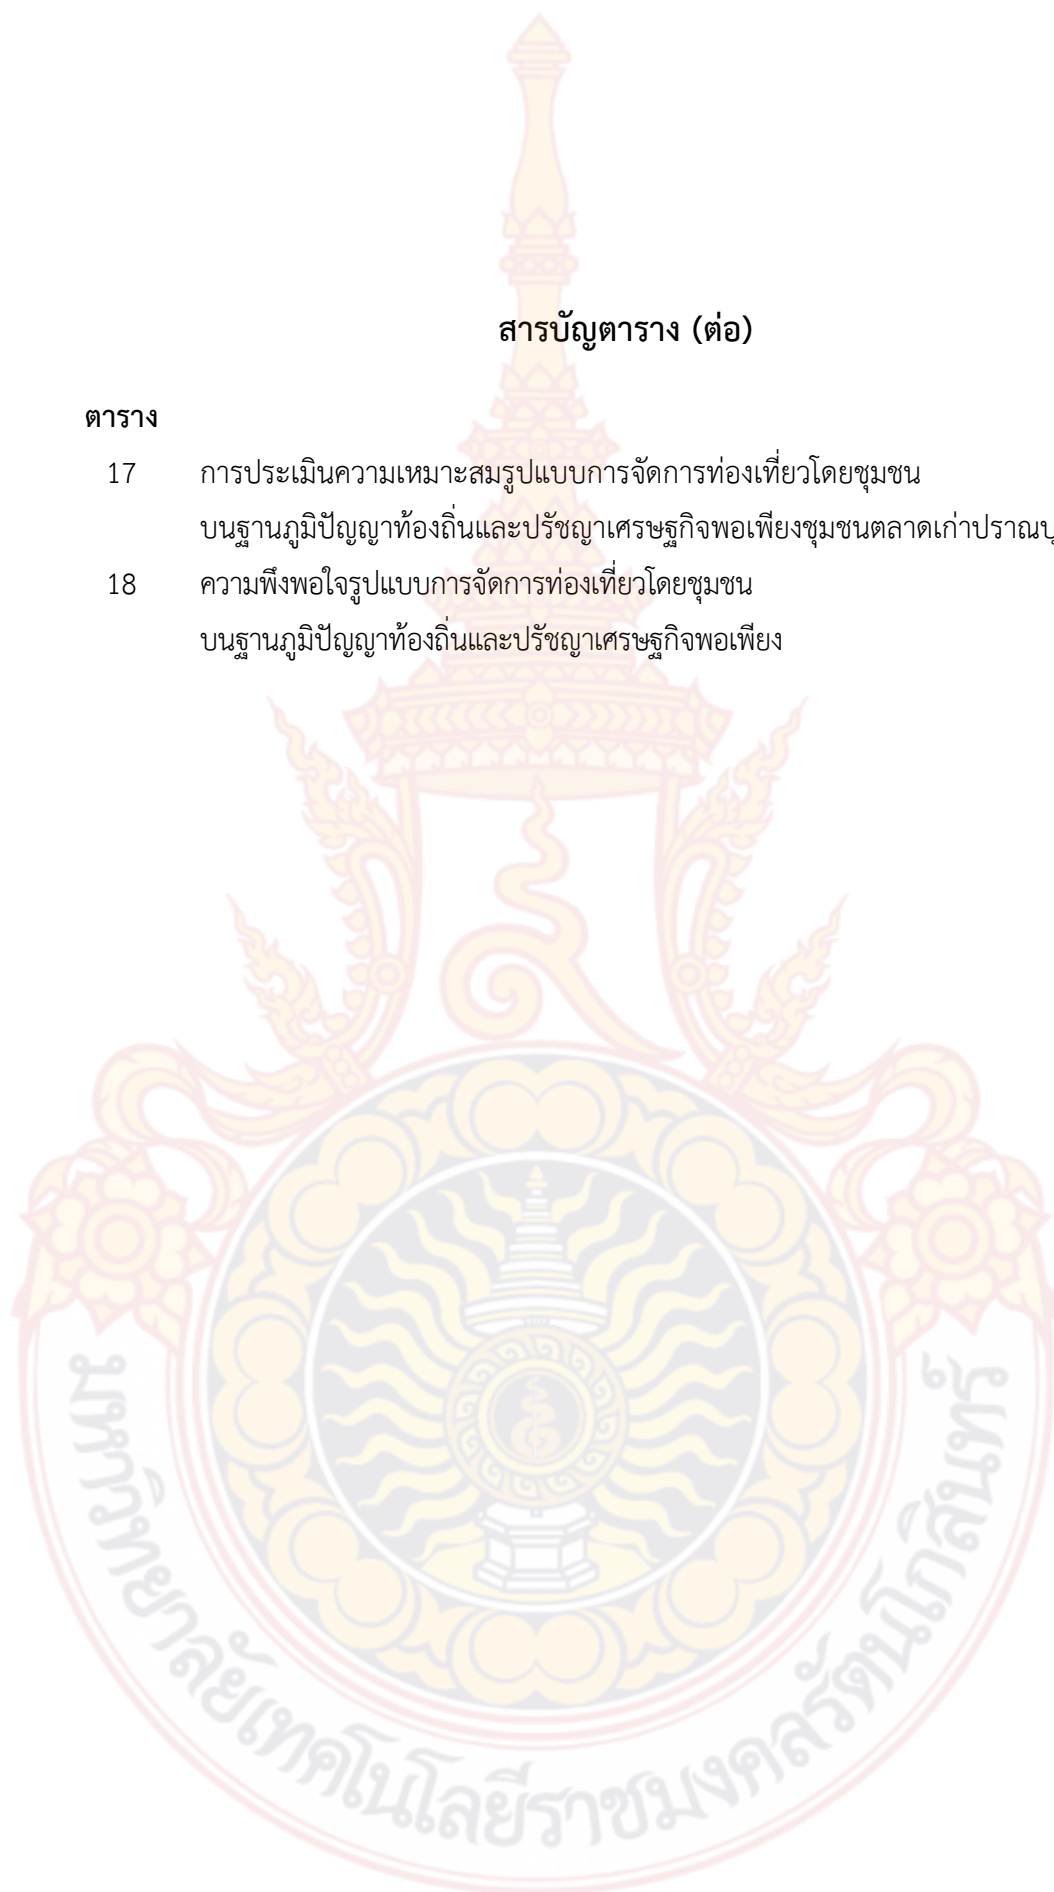 สารบัญตาราง (ต่อ)
ตาราง
17 การประเมินความเหมาะสมรูปแบบการจัดการท่องเที่ยวโดยชุมชน
บนฐานภูมิปัญญาท้องถิ่นและปรัชญาเศรษฐกิจพอเพียงชุมชนตลาดเก่า
18 ความพึงพอใจรูปแบบการจัดการท่องเที่ยวโดยชุมชน
บนฐานภูมิปัญญาท้องถิ่นและปรัชญาเศรษฐกิจพอเพียง
มหาวิทยาลัยเทคโนโลยีราชมงคลรัตนโกสินทร์